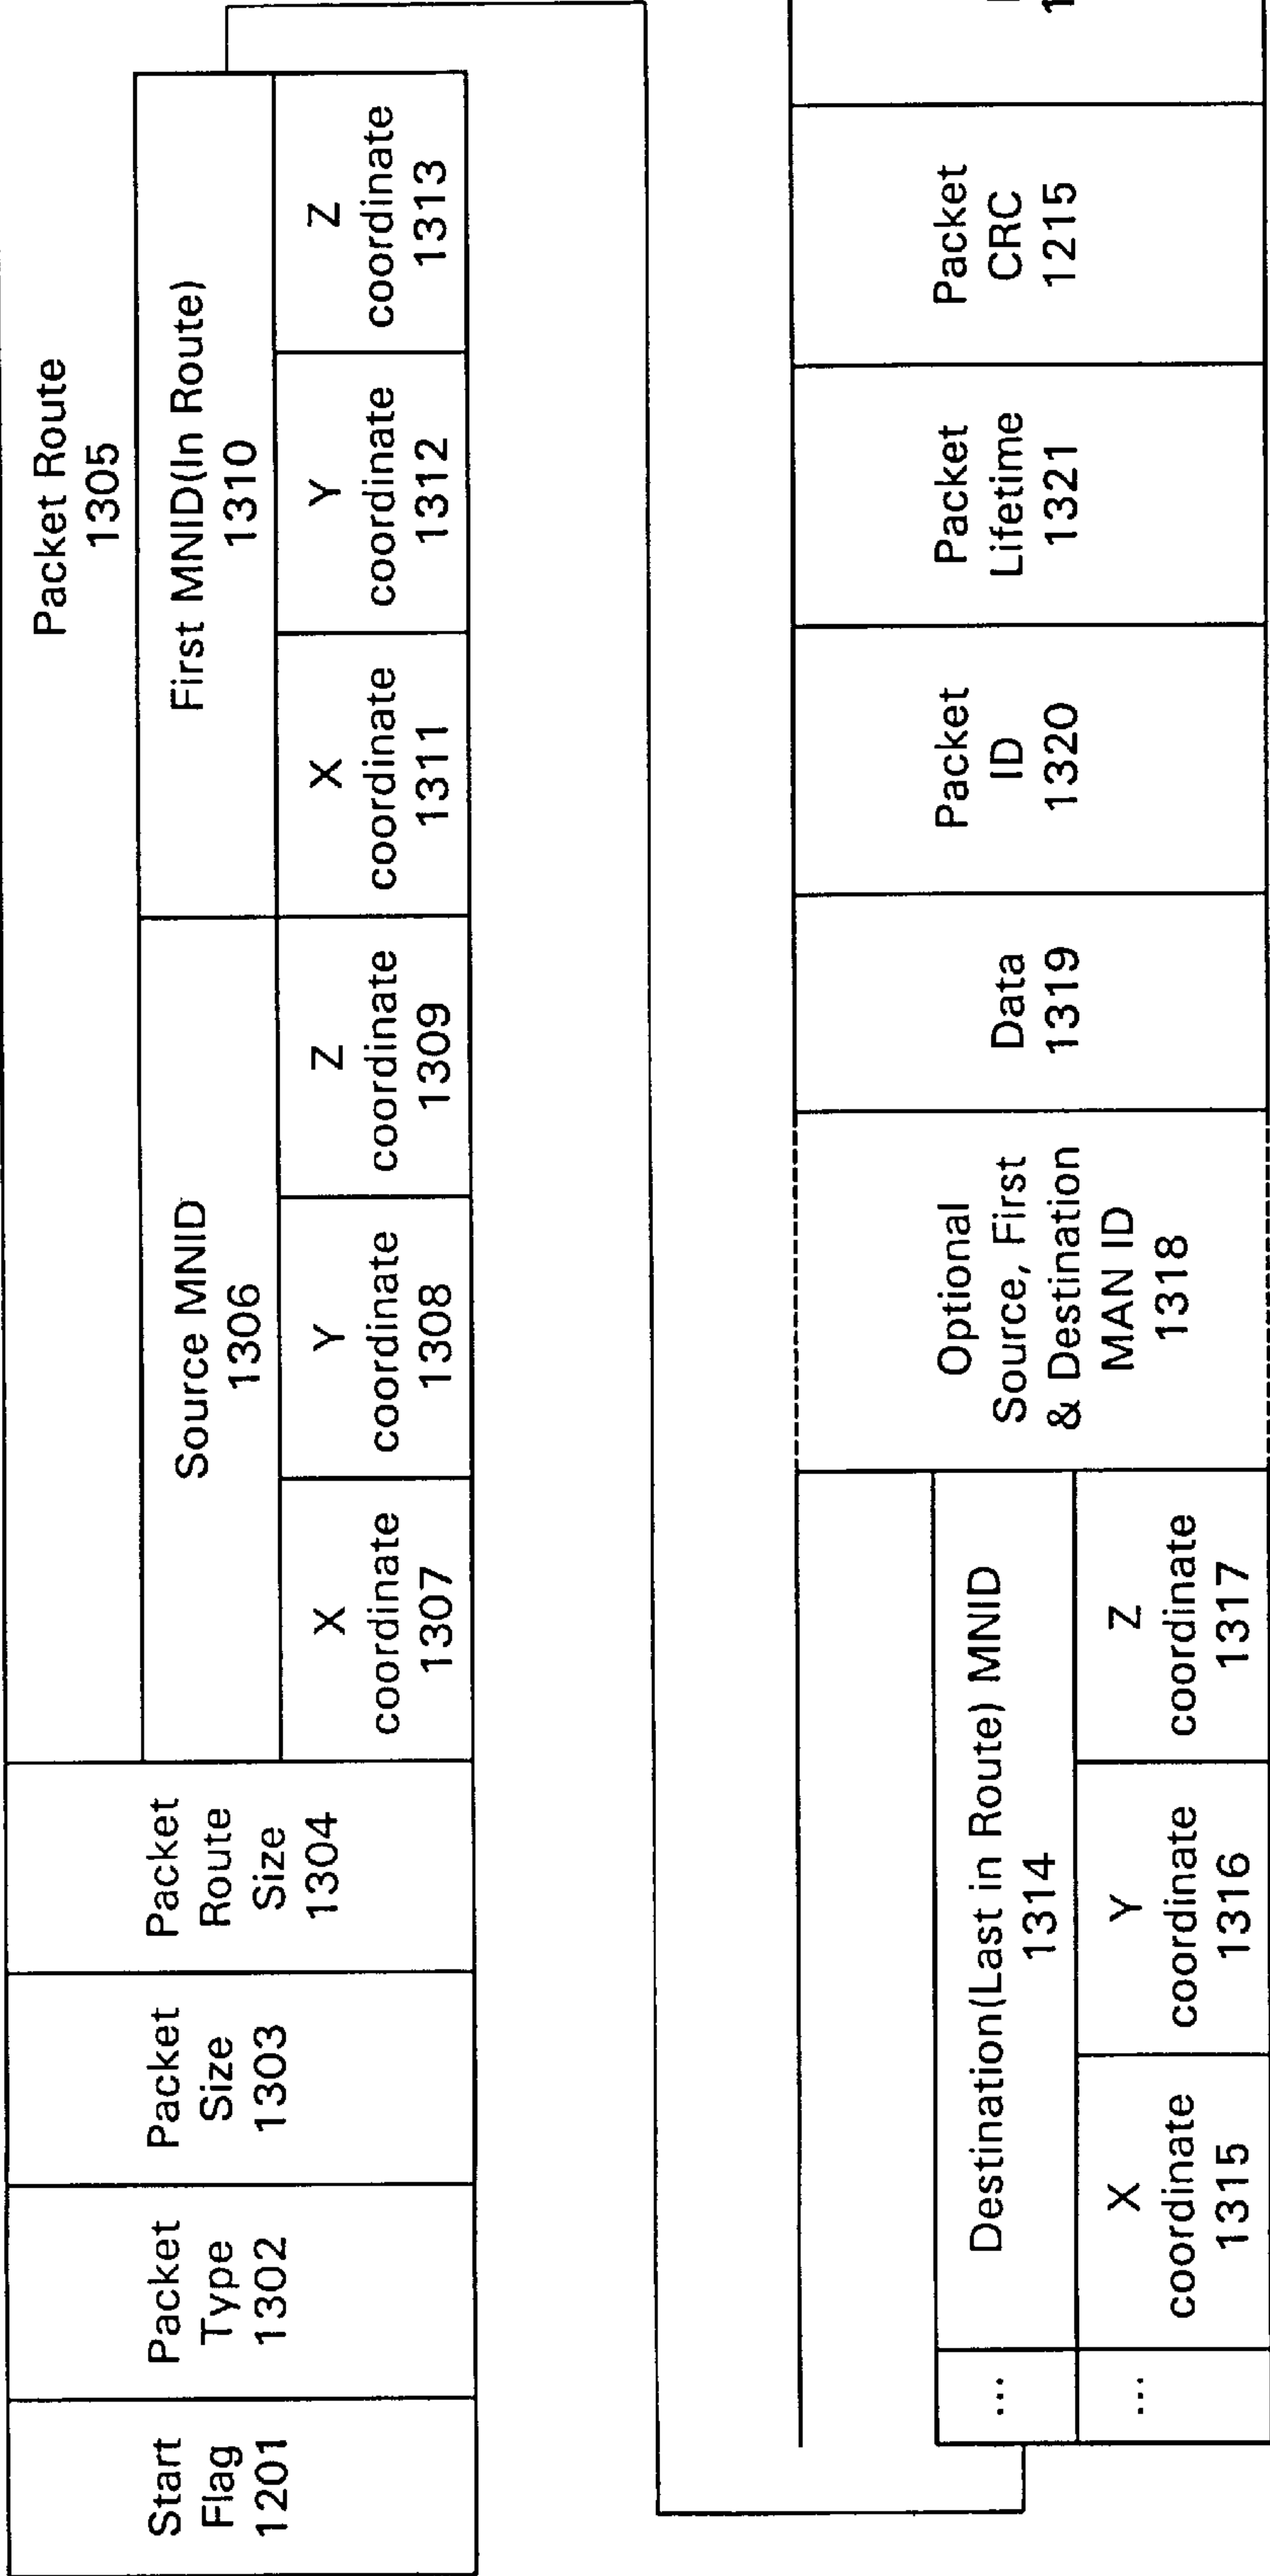 Start
Flag
1201
Packet
Type
1302
Packet
Size
1303
Packet
Route
Size
1304
Packet Route
1305
Source MNID
1306
X
coordinate
1307
Y
coordinate
1308
Z
coordinate
1309
First MNID(In Route)
1310
X
coordinate
1311
Y
coordinate
1312
Z
coordinate
1313
...
...
Destination(Last in Route) MNID
1314
X
coordinate
1315
Y
coordinate
1316
Z
coordinate
1317
Optional
Source, First
& Destination
MAN ID
1318
Data
1319
Packet
ID
1320
Packet
Lifetime
1321
Packet
CRC
1215